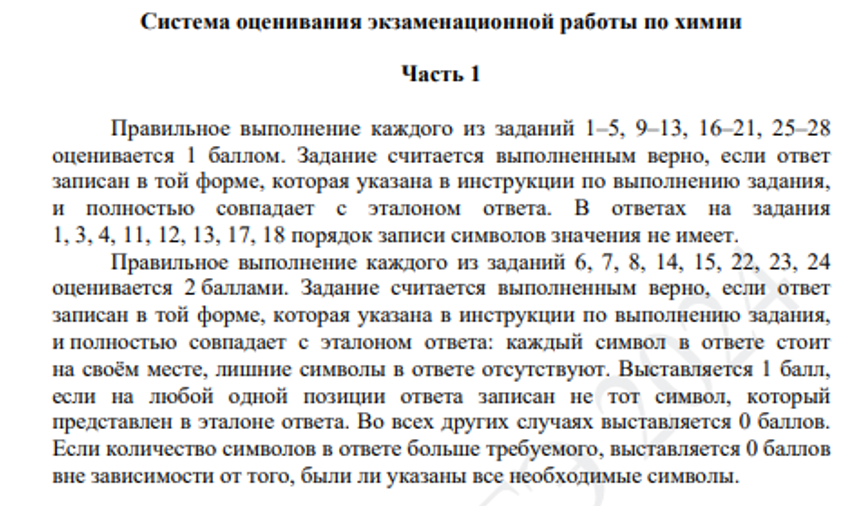 Система оценивания экзаменационной работы по химии
Часть 1
Правильное выполнение каждого из заданий 1–5, 9–13, 16–21, 25–28
оценивается 1 баллом. Задание считается выполненным верно, если ответ
записан в той форме, которая указана в инструкции по выполнению задания,
и полностью совпадает с эталоном ответа. В ответах на задания
1, 3, 4, 11, 12, 13, 17, 18 порядок записи символов значения не имеет.
Правильное выполнение каждого из заданий 6, 7, 8, 14, 15, 22, 23, 24
оценивается 2 баллами. Задание считается выполненным верно, если ответ
записан в той форме, которая указана в инструкции по выполнению задания,
и полностью совпадает с эталоном ответа: каждый символ в ответе стоит
на своём месте, лишние символы в ответе отсутствуют. Выставляется 1 балл,
если на любой одной позиции ответа записан не тот символ, который
представлен в эталоне ответа. Во всех других случаях выставляется 0 баллов.
Если количество символов в ответе больше требуемого, выставляется 0 баллов
вне зависимости от того, были ли указаны все необходимые символы.
2024